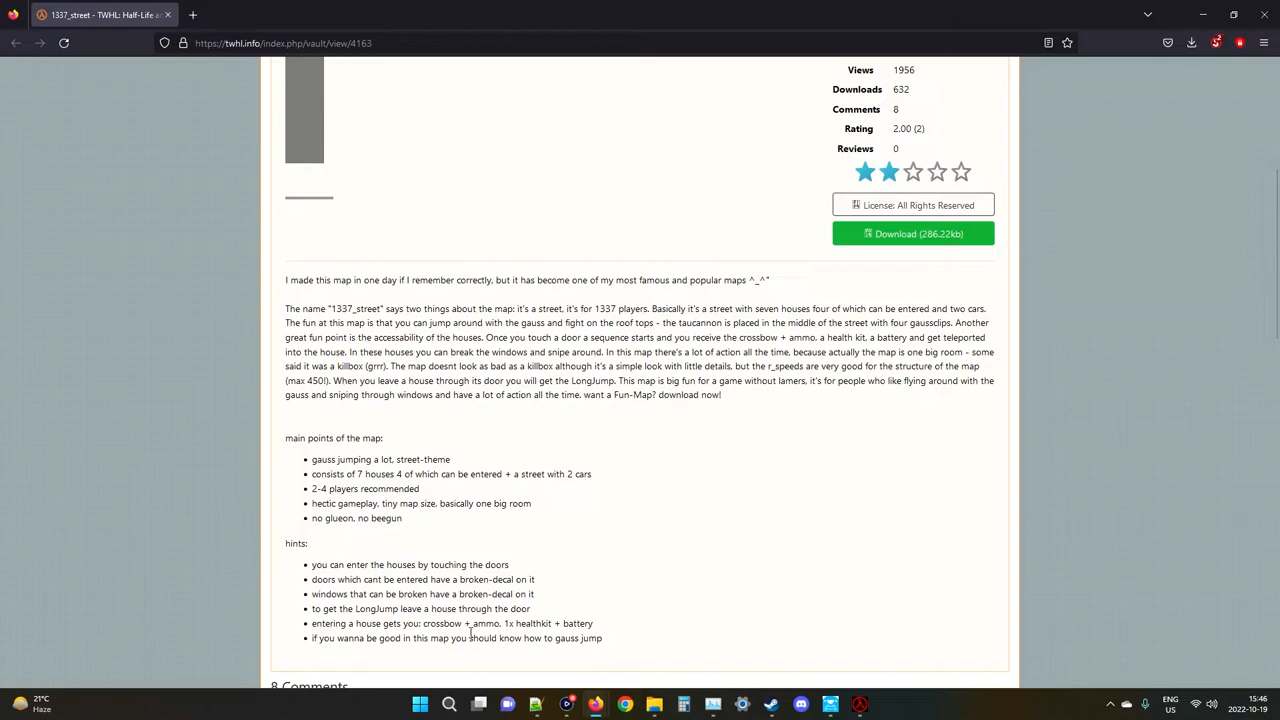 1337_street - TWHL: Half-Life a
https://twhl.info/index.php/vault/view/4163
Views 1956
Downloads 632
Comments 8
Rating 2.00 (2)
Reviews 0
License: All Rights Reserved
Download (286.22kb)
I made this map in one day if I remember correctly, but it has become one of my most famous and popular maps ^_^"
The name "1337_street" says two things about the map: it's a street, it's for 1337 players. Basically it's a street with seven houses four of which can be entered and two cars.
The fun at this map is that you can jump around with the gauss and fight on the roof tops - the taucannon is placed in the middle of the street with four gaussclips. Another
great fun point is the accessability of the houses. Once you touch a door a sequence starts and you receive the crossbow + ammo, a health kit, a battery and get teleported
into the house. In these houses you can break the windows and snipe around. In this map there's a lot of action all the time, because actually the map is one big room - some
said it was a killbox (grrr). The map doesnt look as bad as a killbox although it's a simple look with little details, but the r_speeds are very good for the structure of the map
(max 450!). When you leave a house through its door you will get the LongJump. This map is big fun for a game without lamers, it's for people who like flying around with the
gauss and sniping through windows and have a lot of action all the time. want a Fun-Map? download now!
main points of the map:
• gauss jumping a lot, street-theme
• consists of 7 houses 4 of which can be entered + a street with 2 cars
• 2-4 players recommended
• hectic gameplay, tiny map size, basically one big room
• no glueon, no beegun
hints:
• you can enter the houses by touching the doors
• doors which cant be entered have a broken-decal on it
• windows that can be broken have a broken-decal on it
• to get the LongJump leave a house through the door
• entering a house gets you: crossbow + ammo, 1x healthkit + battery
• if you wanna be good in this map you should know how to gauss jump
8 Comments
21°C
Haze
ENG
US
15:46
2022-10-19